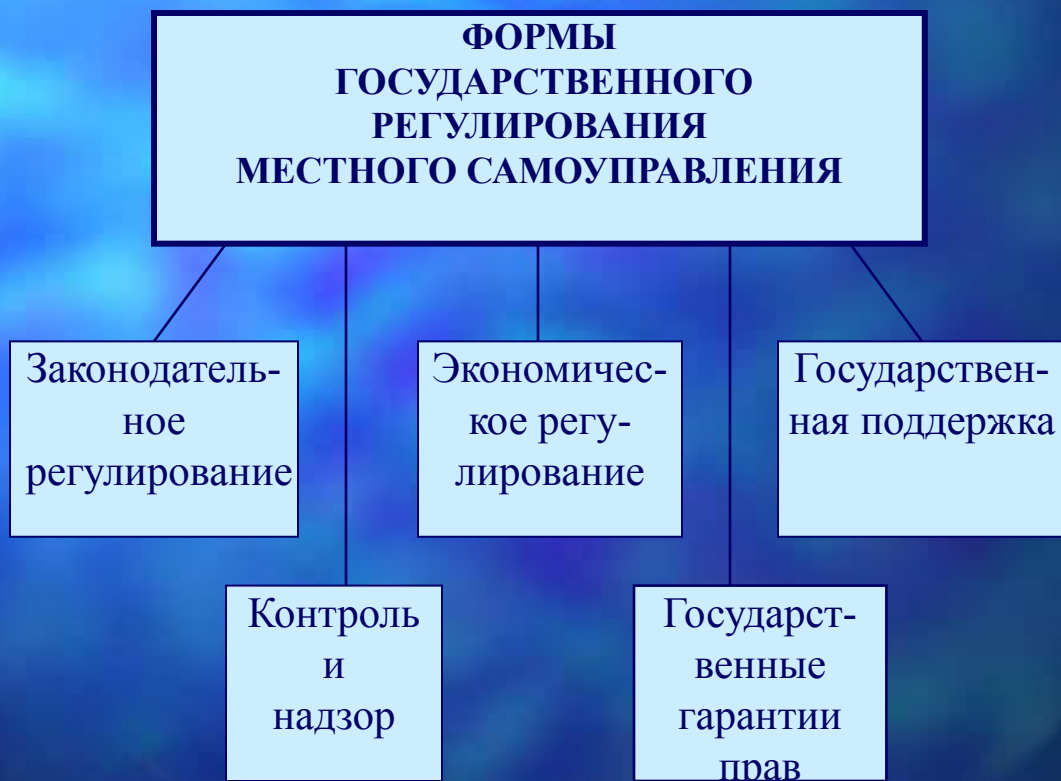 ФОРМЫ
ГОСУДАРСТВЕННОГО
РЕГУЛИРОВАНИЯ
МЕСТНОГО САМОУПРАВЛЕНИЯ
Законодатель-
ное
регулирование
Экономичес-
кое регу-
лирование
Государствен-
ная поддержка
Контроль
и
надзор
Государст-
венные
гарантии
прав